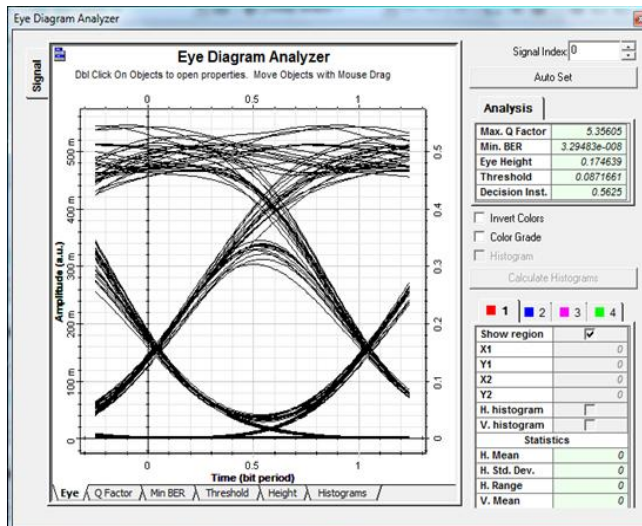 Eye Diagram Analyzer
Signal
Eye Diagram Analyzer
Dbl Click On Objects to open properties. Move Objects with Mouse Drag
0 0.5 1
500 m
400 m
300 m
200 m
100 m
0
Amplitude (a.u.)
0.5
0.4
0.3
0.2
0.1
0
0 0.5 1
Time (bit period)
Eye Q Factor Min BER Threshold Height Histograms
Signal Index: 0
Auto Set
Analysis
Max. Q Factor 5.35605
Min. BER 3.29483e-008
Eye Height 0.174639
Threshold 0.0871661
Decision Inst. 0.5625
Invert Colors
Color Grade
Histogram
Calculate Histograms
1 2 3 4
Show region
X1 0
Y1 0
X2 0
Y2 0
H. histogram
V. histogram
Statistics
H. Mean 0
H. Std. Dev. 0
H. Range 0
V. Mean 0